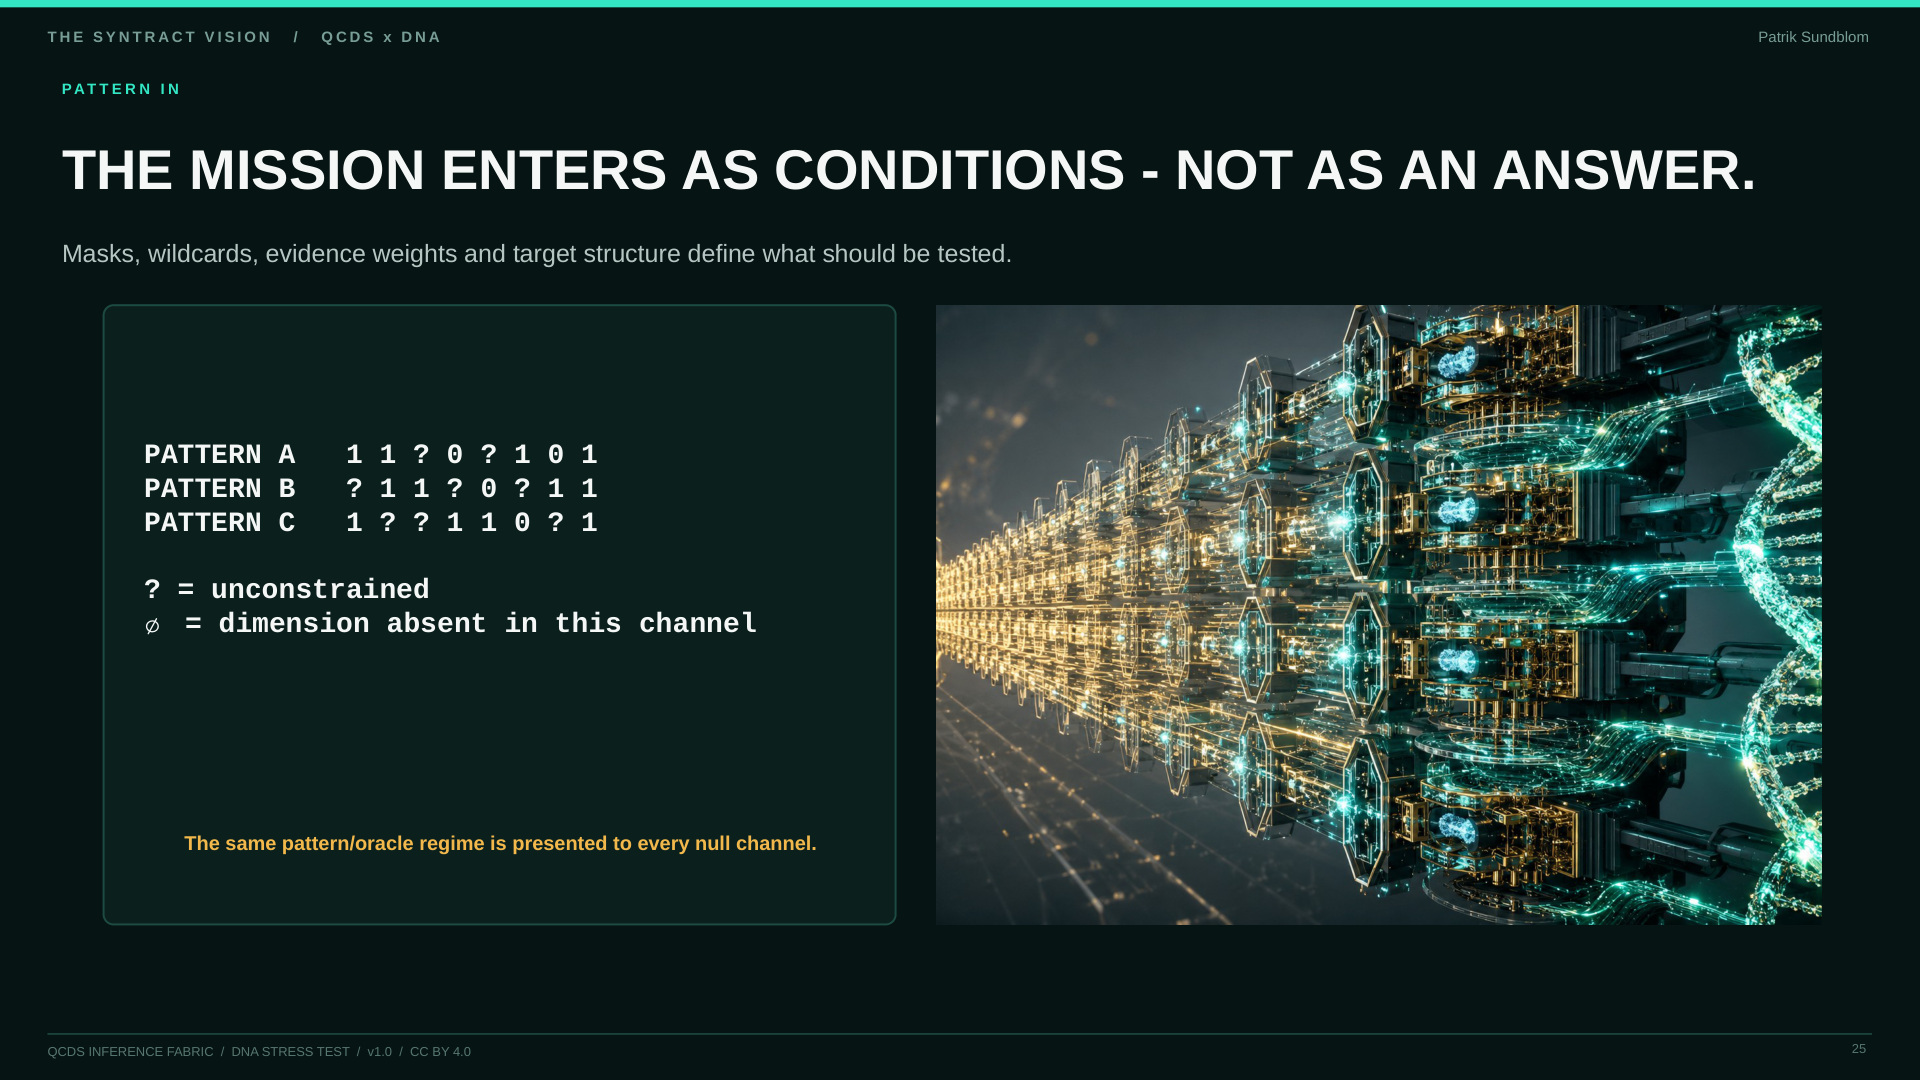 THE SYNTRACT VISION / QCDS x DNA
Patrik Sundblom
PATTERN IN
THE MISSION ENTERS AS CONDITIONS - NOT AS AN ANSWER.
Masks, wildcards, evidence weights and target structure define what should be tested.
PATTERN A 1 1 ? 0 ? 1 0 1
PATTERN B ? 1 1 ? 0 ? 1 1
PATTERN C 1 ? ? 1 1 0 ? 1
? = unconstrained
∅ = dimension absent in this channel
The same pattern/oracle regime is presented to every null channel.
QCDS INFERENCE FABRIC / DNA STRESS TEST / v1.0 / CC BY 4.0
25